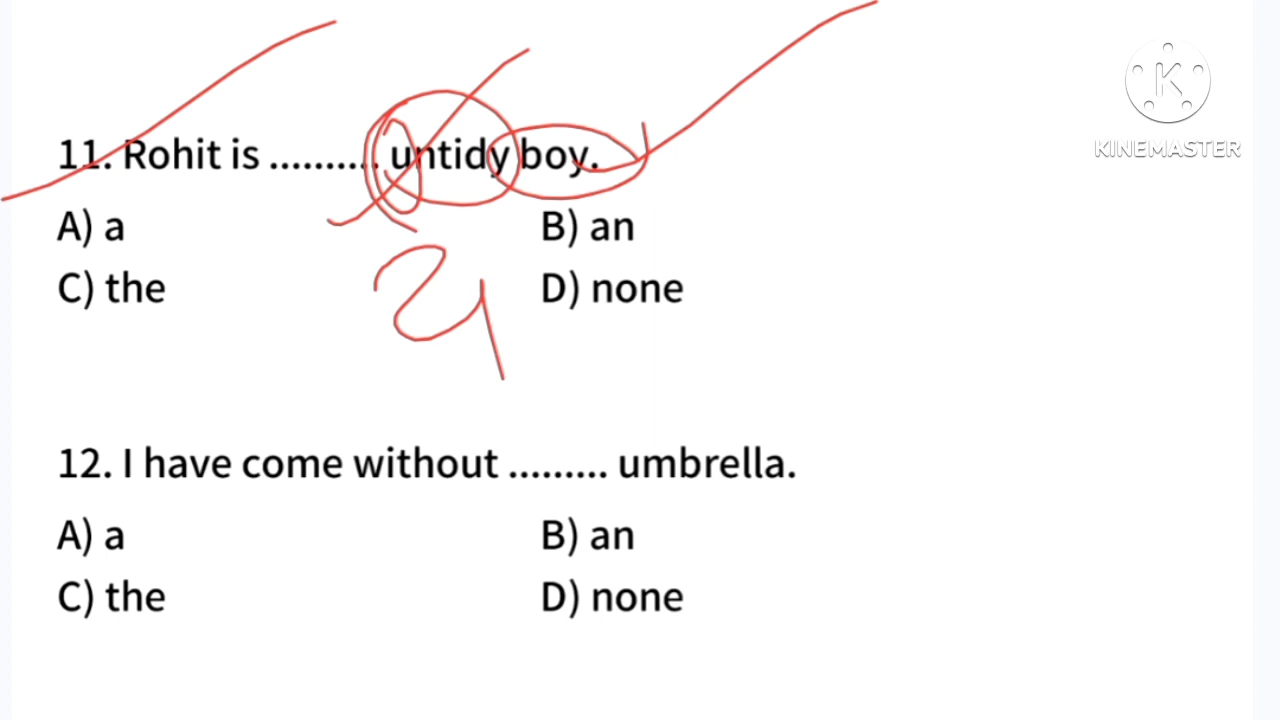 11. Rohit is .......... untidy boy.
A) a B) an
C) the D) none
12. I have come without ......... umbrella.
A) a B) an
C) the D) none
KINEMASTER